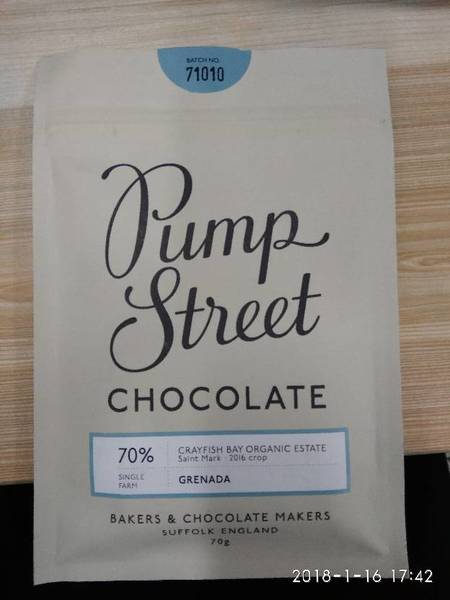 BATCH NO.
71010
Pump
Street
CHOCOLATE
70% CRAYFISH BAY ORGANIC ESTATE
Saint Mark · 2016 crop
SINGLE FARM GRENADA
BAKERS & CHOCOLATE MAKERS
SUFFOLK ENGLAND
70g
2018-1-16 17:42